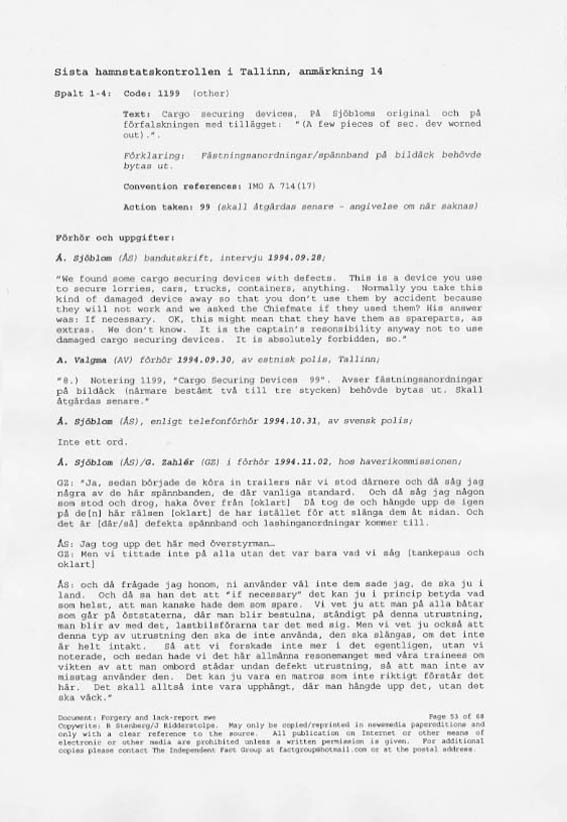 Sista hamnstatskontrollen i Tallinn, anmärkning 14
Spalt 1-4: Code: 1199 (other)
Text: Cargo securing devices, På Sjöbloms original och på
förfalskningen med tillägget: "(A few pieces of sec. dev worned
out).".
Förklaring: Fästningsanordningar/spännband på bildäck behövde
bytas ut.
Convention references: IMO A 714(17)
Action taken: 99 (skall åtgärdas senare - angivelse om når saknas)
Förhör och uppgifter:
Å. Sjöblom (ÅS) bandutskrift, intervju 1994.09.28;
"We found some cargo securing devices with defects. This is a device you use
to secure lorries, cars, trucks, containers, anything. Normally you take this
kind of damaged device away so that you don't use them by accident because
they will not work and we asked the Chiefmate if they used them? His answer
was: If necessary. OK, this might mean that they have them as spareparts, as
extras. We don't know. It is the captain's resonsibility anyway not to use
damaged cargo securing devices. It is absolutely forbidden, so."
A. Valgma (AV) förhör 1994.09.30, av estnisk polis, Tallinn;
"8.) Notering 1199, "Cargo Securing Devices 99". Avser fästningsanordningar
på bildäck (närmare bestämt två till tre stycken) behövde bytas ut. Skall
åtgärdas senare."
Å. Sjöblom (ÅS), enligt telefonförhör 1994.10.31, av svensk polis;
Inte ett ord.
Å. Sjöblom (ÅS)/G. Zahlér (GZ) i förhör 1994.11.02, hos haverikommissionen;
GZ: "Ja, sedan började de köra in trailers när vi stod därnere och då såg jag
några av de här spännbanden, de där vanliga standard. Och då såg jag någon
som stod och drog, haka över från [oklart] Då tog de och hängde upp de igen
på de[n] här rälsen [oklart] de har istället för att slänga dem åt sidan. Och
det är [där/så] defekta spännband och lashinganordningar kommer till.
ÅS: Jag tog upp det här med överstyrman…
GZ: Men vi tittade inte på alla utan det var bara vad vi såg [tankepaus och
oklart]
ÅS: och då frågade jag honom, ni använder väl inte dem sade jag, de ska ju i
land. Och då sa han det att "if necessary" det kan ju i princip betyda vad
som helst, att man kanske hade dem som spare. Vi vet ju att man på alla båtar
som går på öststaterna, där man blir bestulna, ständigt på denna utrustning,
man blir av med det, lastbilsförarna tar det med sig. Men vi vet ju också att
denna typ av utrustning den ska de inte använda, den ska slängas, om det inte
är helt intakt. Så att vi forskade inte mer i det egentligen, utan vi
noterade, och sedan hade vi det här allmänna resonemanget med våra trainees om
vikten av att man ombord städar undan defekt utrustning, så att man inte av
misstag använder den. Det kan ju vara en matros som inte riktigt förstår det
här. Det skall alltså inte vara upphängt, där man hängde upp det, utan det
ska väck."
Document: Forgery and lack-report swe Page 53 of 68
Copywrite: B Stenberg/J Ridderstolpe. May only be copied/reprinted in newsmedia papereditions and
only with a clear reference to the source. All publication on Internet or other means of
electronic or other media are prohibited unless a written permission is given. For additional
copies please contact The Independent Fact Group at factgroup@hotmail.com or at the postal address.